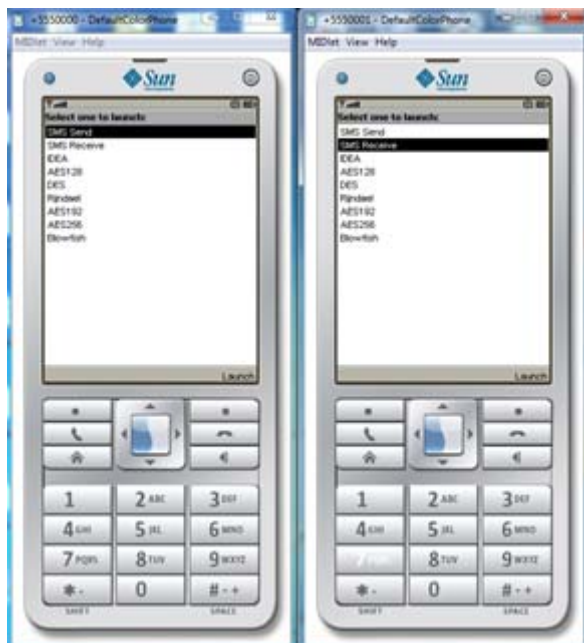 +5550000 - DefaultColorPhone
MIDlet View Help
Sun
Select one to launch:
SMS Send
SMS Receive
IDEA
AES128
DES
Rijndael
AES192
AES256
Blowfish
Launch
1
2 ABC
3 DEF
4 GHI
5 JKL
6 MNO
7 PQRS
8 TUV
9 WXYZ
* .
0
# - +
SHIFT
SPACE
+5550001 - DefaultColorPhone
MIDlet View Help
Sun
Select one to launch:
SMS Send
SMS Receive
IDEA
AES128
DES
Rijndael
AES192
AES256
Blowfish
Launch
1
2 ABC
3 DEF
4 GHI
5 JKL
6 MNO
7
8 TUV
9 WXYZ
* .
0
# - +
SHIFT
SPACE